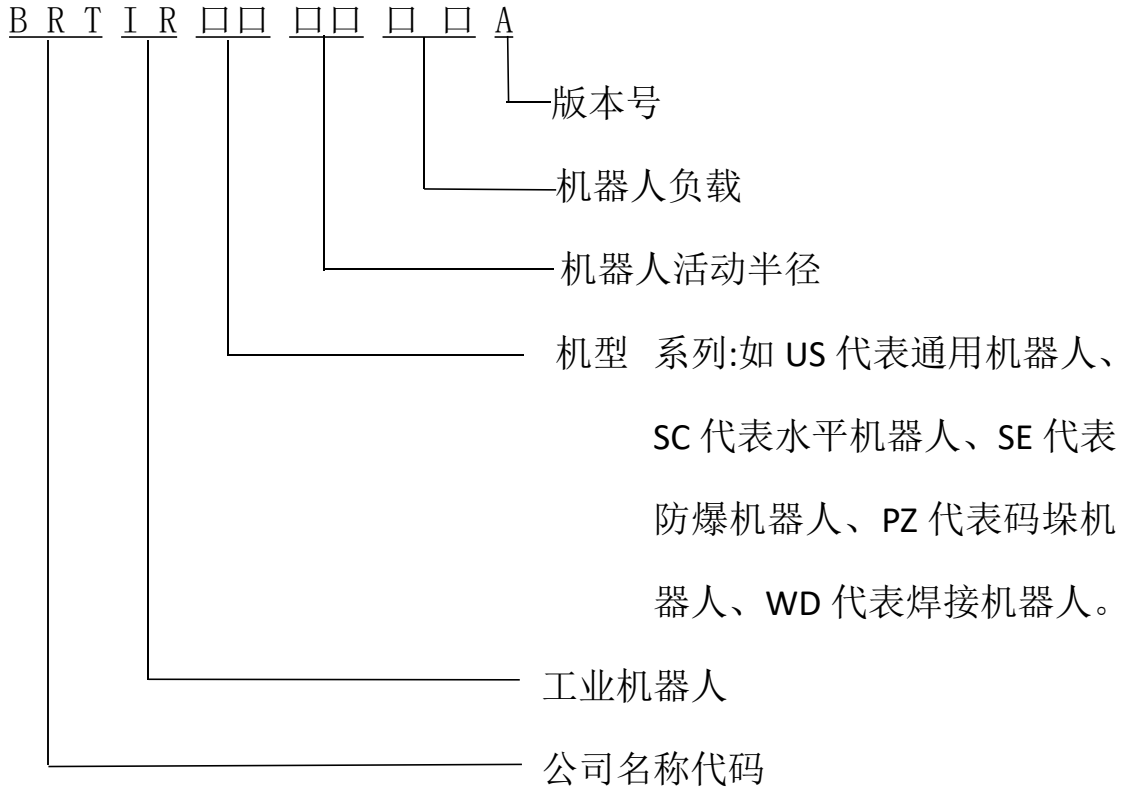 B R T I R 口口 口口 口 口 A
版本号
机器人负载
机器人活动半径
机型 系列:如 US 代表通用机器人、
SC 代表水平机器人、SE 代表
防爆机器人、PZ 代表码垛机
器人、WD 代表焊接机器人。
工业机器人
公司名称代码